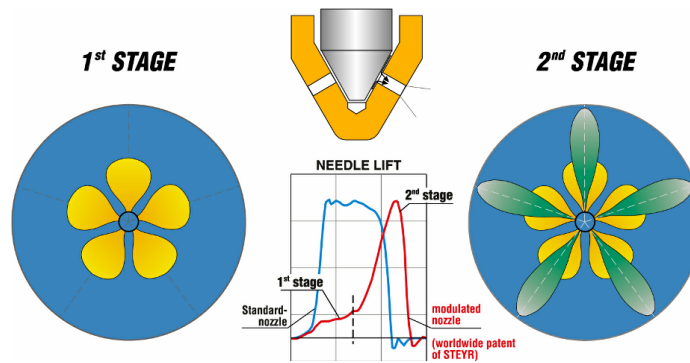 1st STAGE
2nd STAGE
NEEDLE LIFT
2nd stage
1st stage
Standard-
nozzle
modulated
nozzle
(worldwide patent
of STEYR)